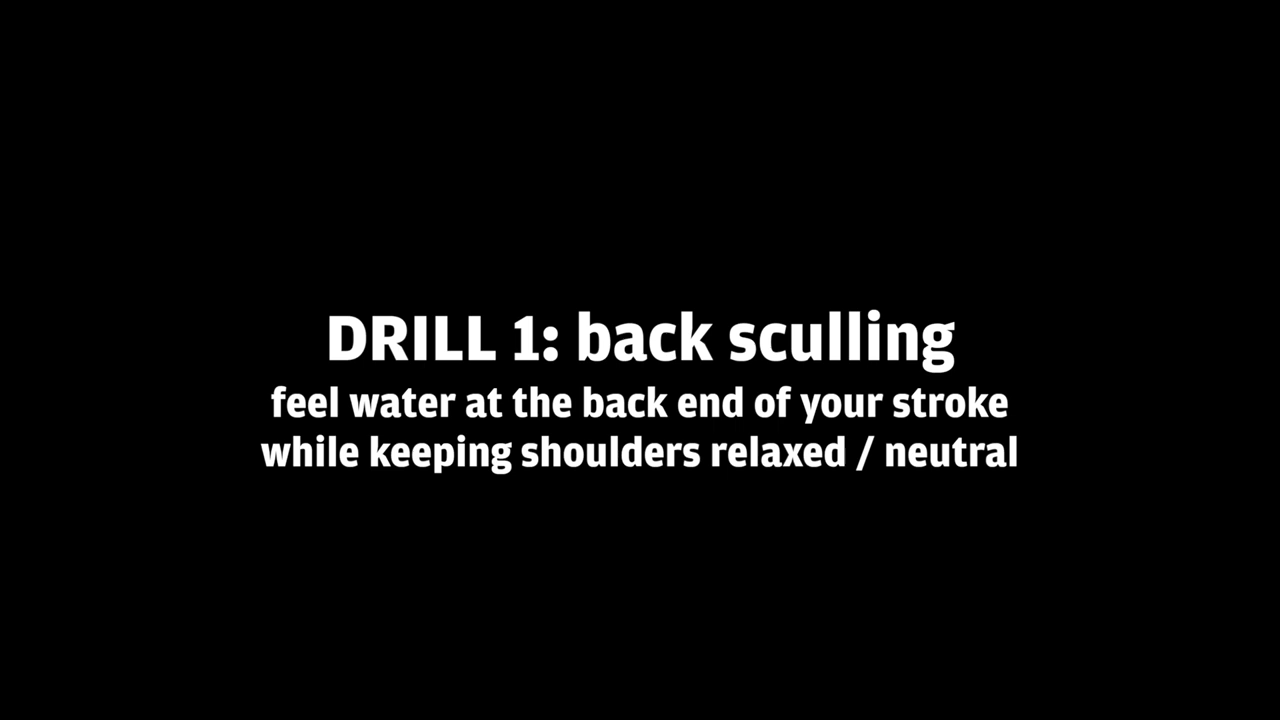 DRILL 1: back sculling
feel water at the back end of your stroke
while keeping shoulders relaxed / neutral